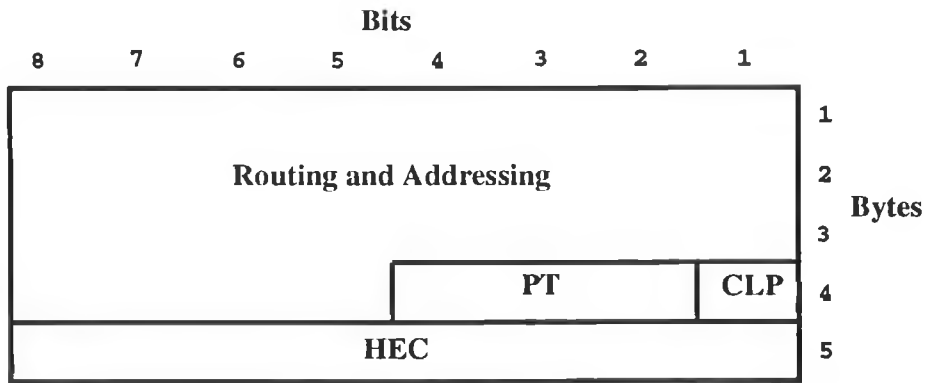 Bits
8 7 6 5 4 3 2 1
1
Routing and Addressing 2
Bytes
3
PT CLP 4
HEC 5